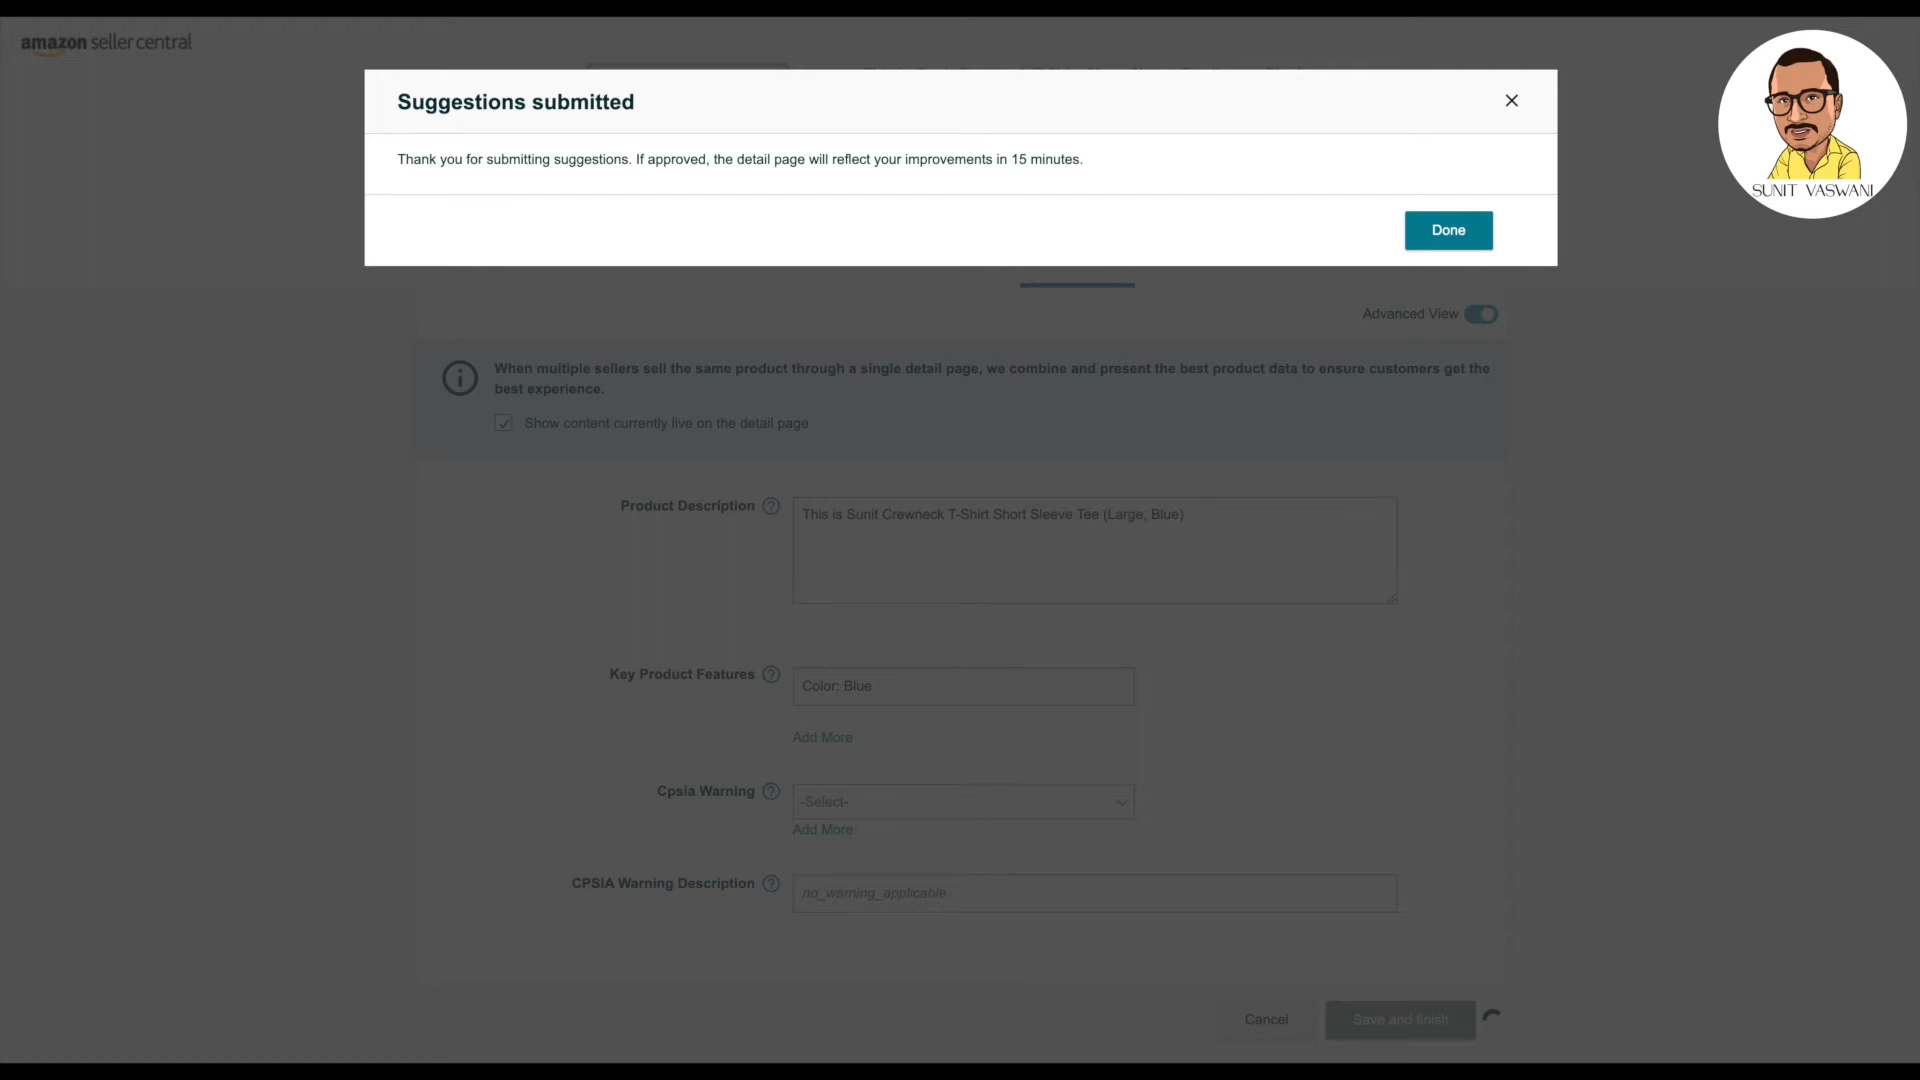 amazon seller central
Suggestions submitted
Thank you for submitting suggestions. If approved, the detail page will reflect your improvements in 15 minutes.
Done
SUNIT VASWANI
Advanced View
When multiple sellers sell the same product through a single detail page, we combine and present the best product data to ensure customers get the
best experience.
Show content currently live on the detail page
Product Description
This is Sunit Crewneck T-Shirt Short Sleeve Tee (Large, Blue)
Key Product Features
Color: Blue
Add More
Cpsia Warning
-Select-
Add More
CPSIA Warning Description
no_warning_applicable
Cancel
Save and finish